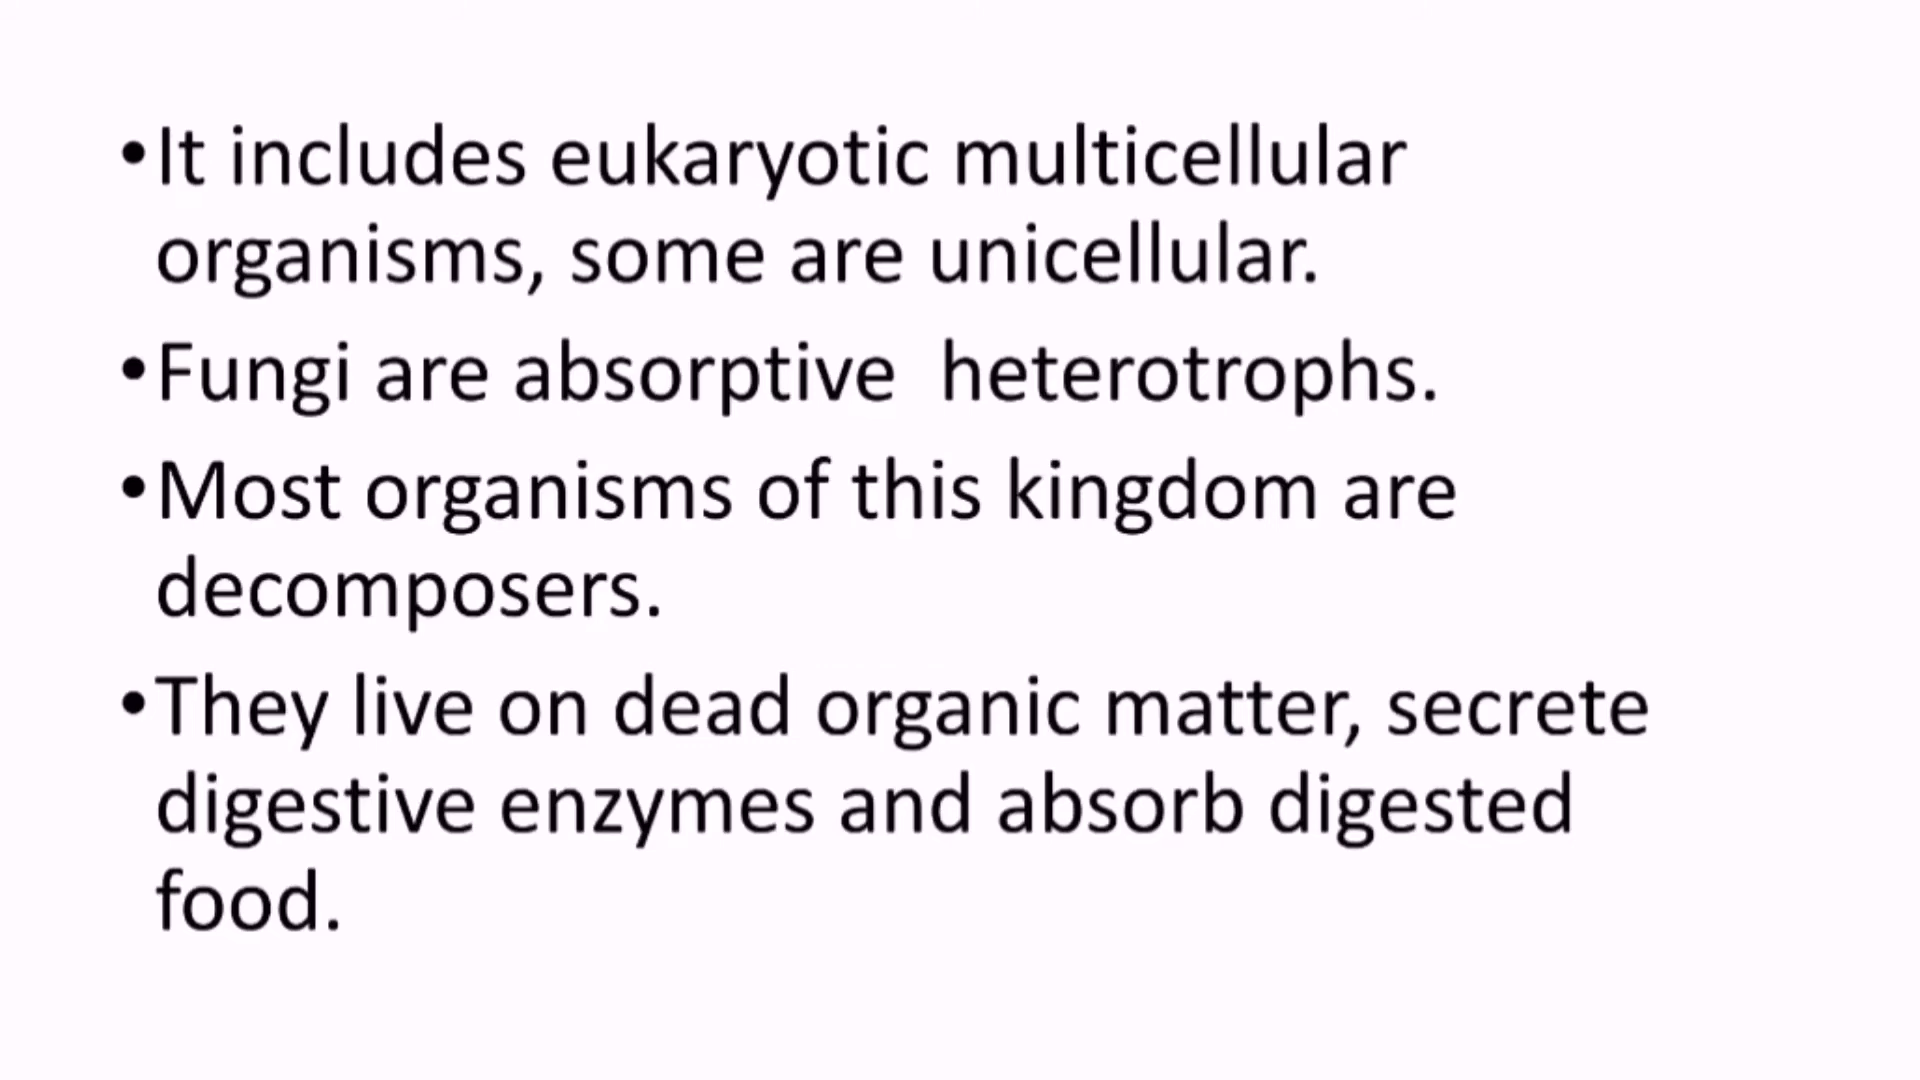 •It includes eukaryotic multicellular
organisms, some are unicellular.
•Fungi are absorptive  heterotrophs.
•Most organisms of this kingdom are
decomposers.
•They live on dead organic matter, secrete
digestive enzymes and absorb digested
food.